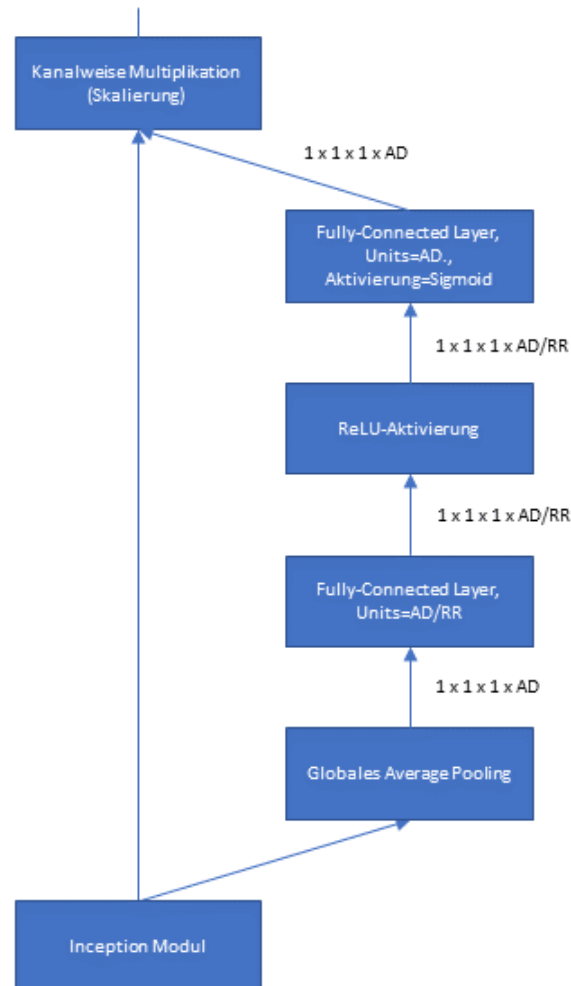 Kanalweise Multiplikation
(Skalierung)
1 x 1 x 1 x AD
Fully-Connected Layer,
Units=AD.,
Aktivierung=Sigmoid
1 x 1 x 1 x AD/RR
ReLU-Aktivierung
1 x 1 x 1 x AD/RR
Fully-Connected Layer,
Units=AD/RR
1 x 1 x 1 x AD
Globales Average Pooling
Inception Modul